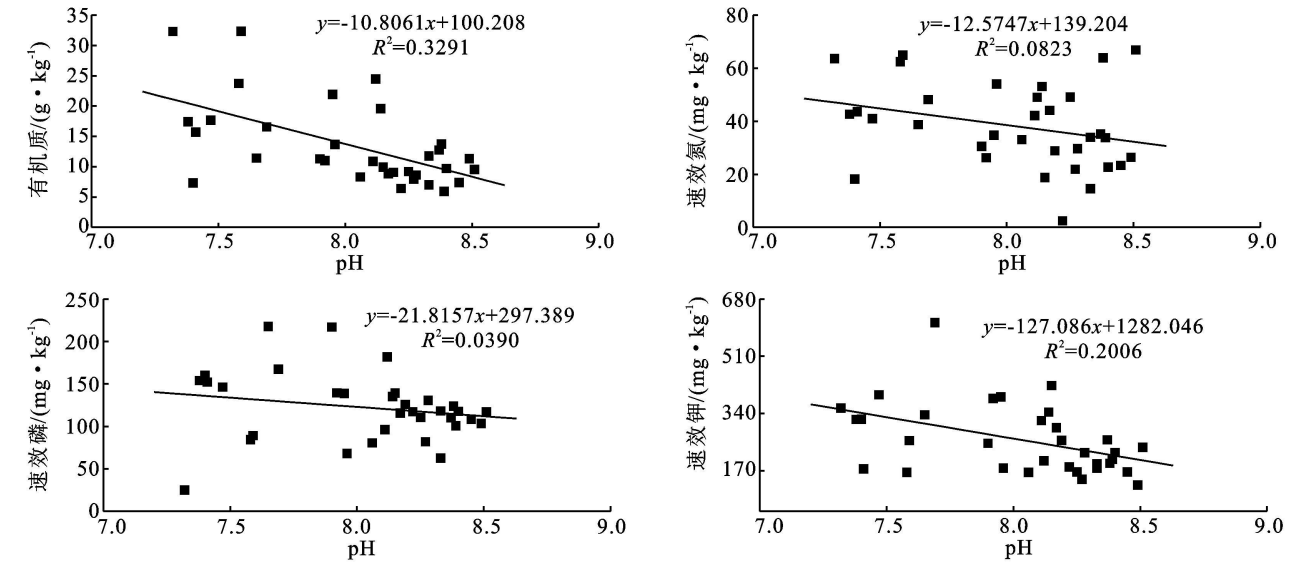 y=-10.8061x+100.208
R²=0.3291
有机质/(g·kg⁻¹)
35
30
25
20
15
10
5
0
7.0 7.5 8.0 8.5 9.0
pH
y=-12.5747x+139.204
R²=0.0823
速效氮/(mg·kg⁻¹)
80
60
40
20
0
7.0 7.5 8.0 8.5 9.0
pH
y=-21.8157x+297.389
R²=0.0390
速效磷/(mg·kg⁻¹)
250
200
150
100
50
0
7.0 7.5 8.0 8.5 9.0
pH
y=-127.086x+1282.046
R²=0.2006
速效钾/(mg·kg⁻¹)
680
510
340
170
7.0 7.5 8.0 8.5 9.0
pH